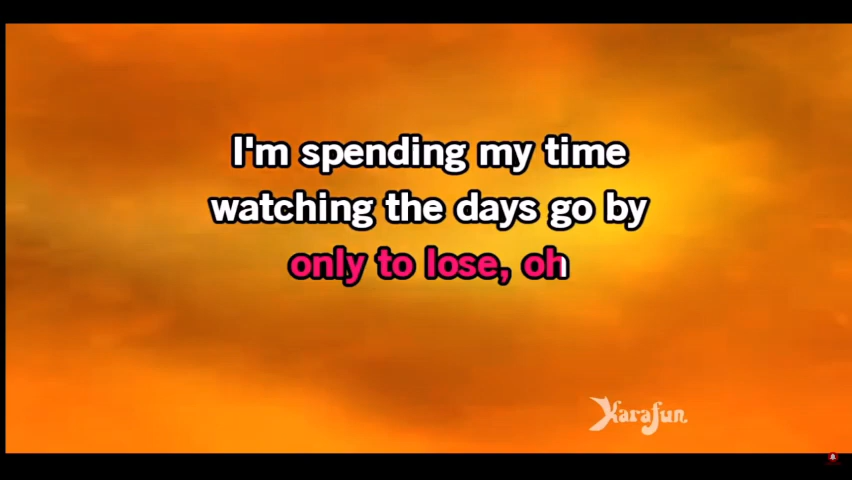 I'm spending my time
watching the days go by
only to lose, oh
Karafun